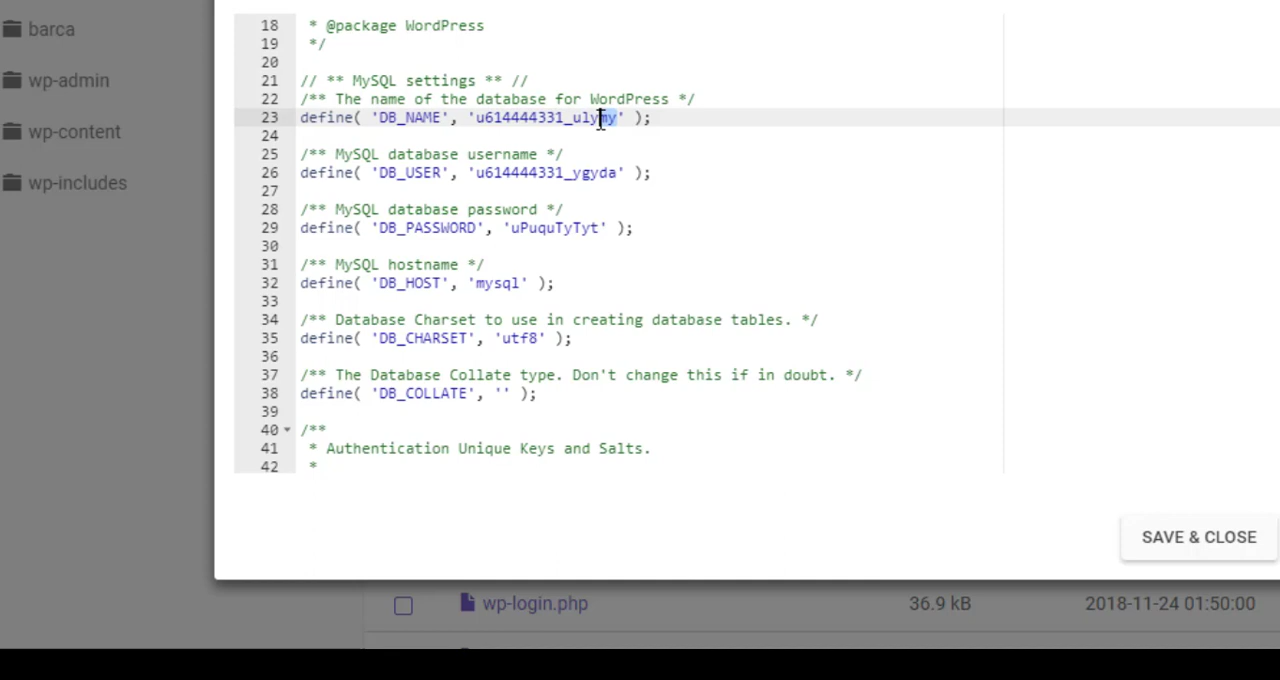 barca
wp-admin
wp-content
wp-includes
18 * @package WordPress
19 */
20
21 // ** MySQL settings ** //
22 /** The name of the database for WordPress */
23 define( 'DB_NAME', 'u614444331_ulymy' );
24
25 /** MySQL database username */
26 define( 'DB_USER', 'u614444331_ygyda' );
27
28 /** MySQL database password */
29 define( 'DB_PASSWORD', 'uPuquTyTyt' );
30
31 /** MySQL hostname */
32 define( 'DB_HOST', 'mysql' );
33
34 /** Database Charset to use in creating database tables. */
35 define( 'DB_CHARSET', 'utf8' );
36
37 /** The Database Collate type. Don't change this if in doubt. */
38 define( 'DB_COLLATE', '' );
39
40 /**
41 * Authentication Unique Keys and Salts.
42 *
SAVE & CLOSE
wp-login.php 36.9 kB 2018-11-24 01:50:00